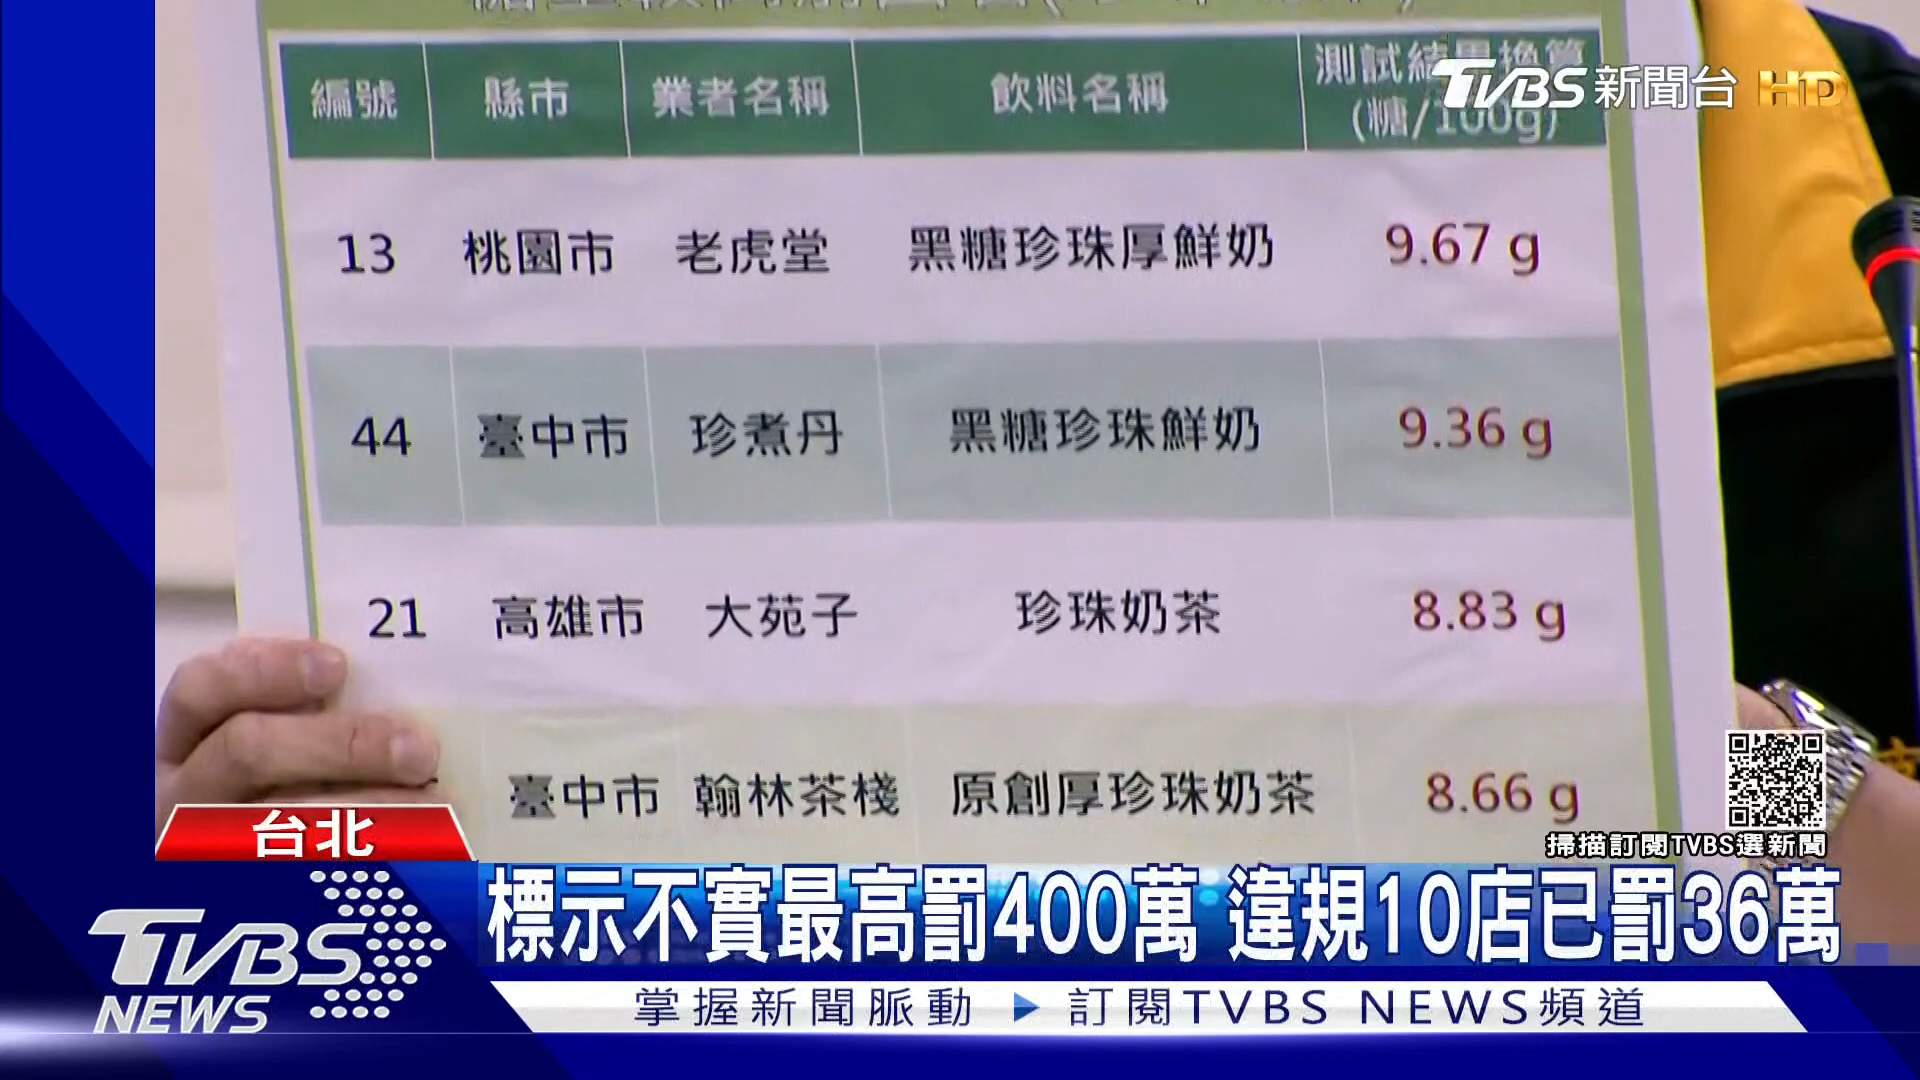 TVBS新聞台 HD
編號 縣市 業者名稱 飲料名稱 測試結果換算
(糖/100g)
13 桃園市 老虎堂 黑糖珍珠厚鮮奶 9.67 g
44 臺中市 珍煮丹 黑糖珍珠鮮奶 9.36 g
21 高雄市 大苑子 珍珠奶茶 8.83 g
臺中市 翰林茶棧 原創厚珍珠奶茶 8.66 g
掃描訂閱TVBS選新聞
台北
標示不實最高罰400萬 違規10店已罰36萬
TVBS
NEWS
掌握新聞脈動 ▶ 訂閱TVBS NEWS頻道